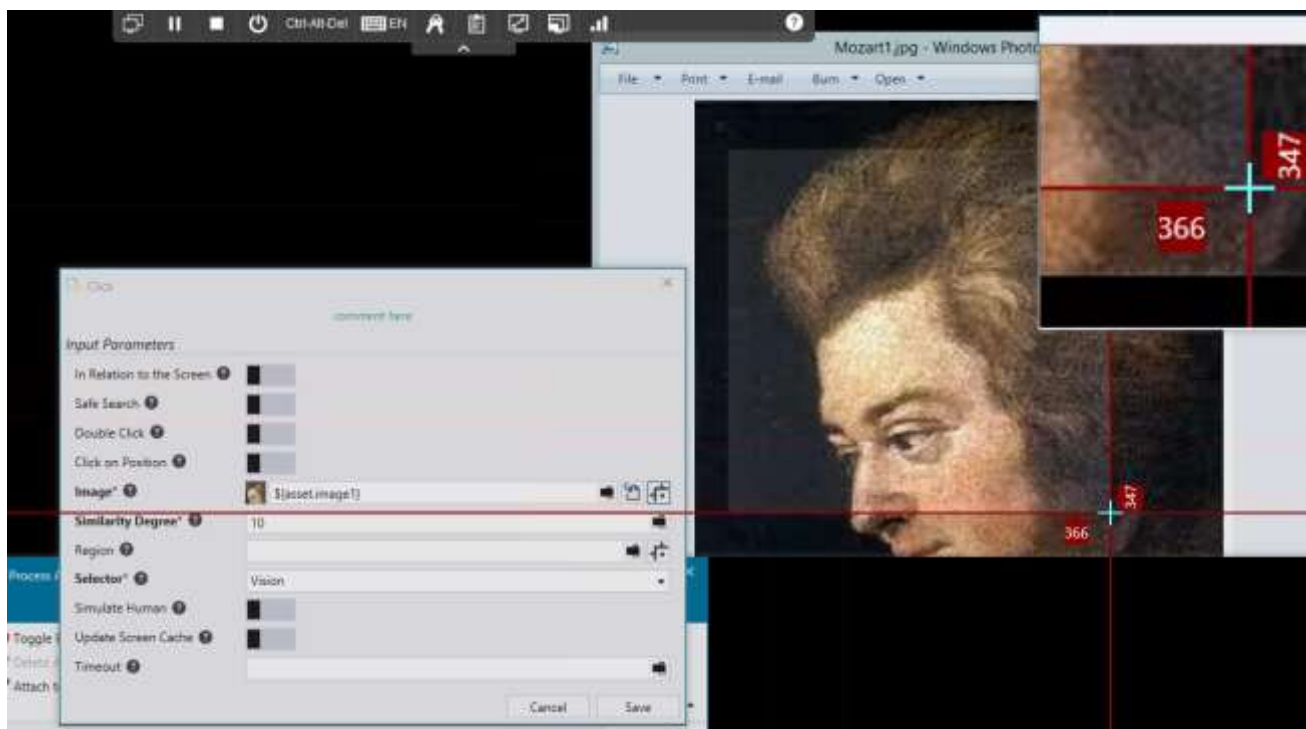 Ctrl-Alt-Del EN
Mozart1.jpg - Windows Photo
File Print E-mail Burn Open
347
366
Click
comment here
Input Parameters
In Relation to the Screen
Safe Search
Double Click
Click on Position
Image* ${asset.image1}
Similarity Degree* 10
347
366
Region
Process
Selector* Vision
Simulate Human
Toggle
Update Screen Cache
Delete
Timeout
Attach t
Cancel Save